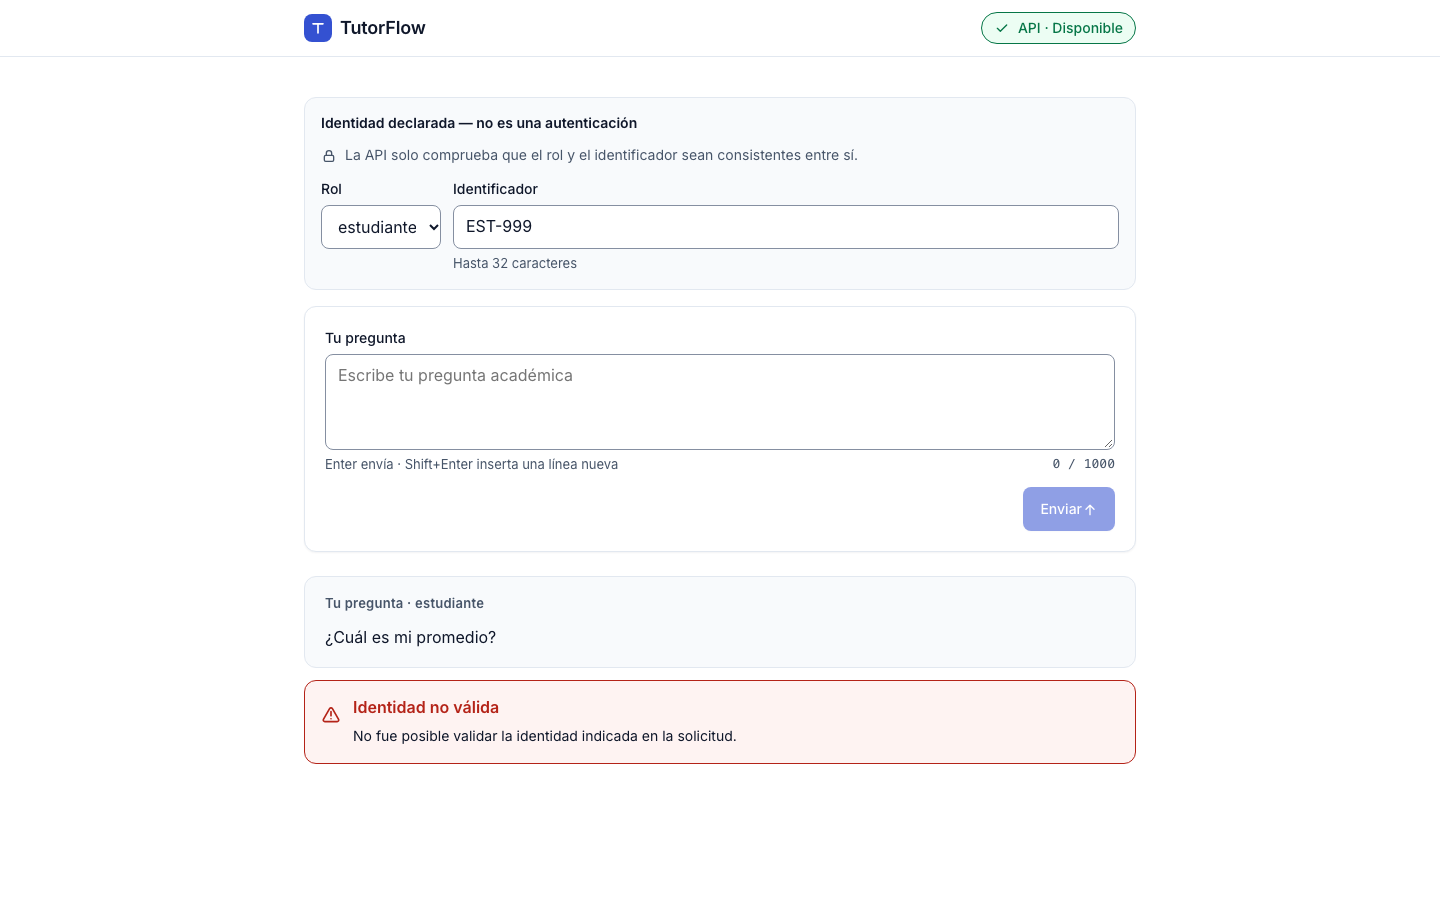 T TutorFlow
API · Disponible
Identidad declarada — no es una autenticación
La API solo comprueba que el rol y el identificador sean consistentes entre sí.
Rol
Identificador
estudiante
EST-999
Hasta 32 caracteres
Tu pregunta
Escribe tu pregunta académica
Enter envía · Shift+Enter inserta una línea nueva
0 / 1000
Enviar ↑
Tu pregunta · estudiante
¿Cuál es mi promedio?
Identidad no válida
No fue posible validar la identidad indicada en la solicitud.